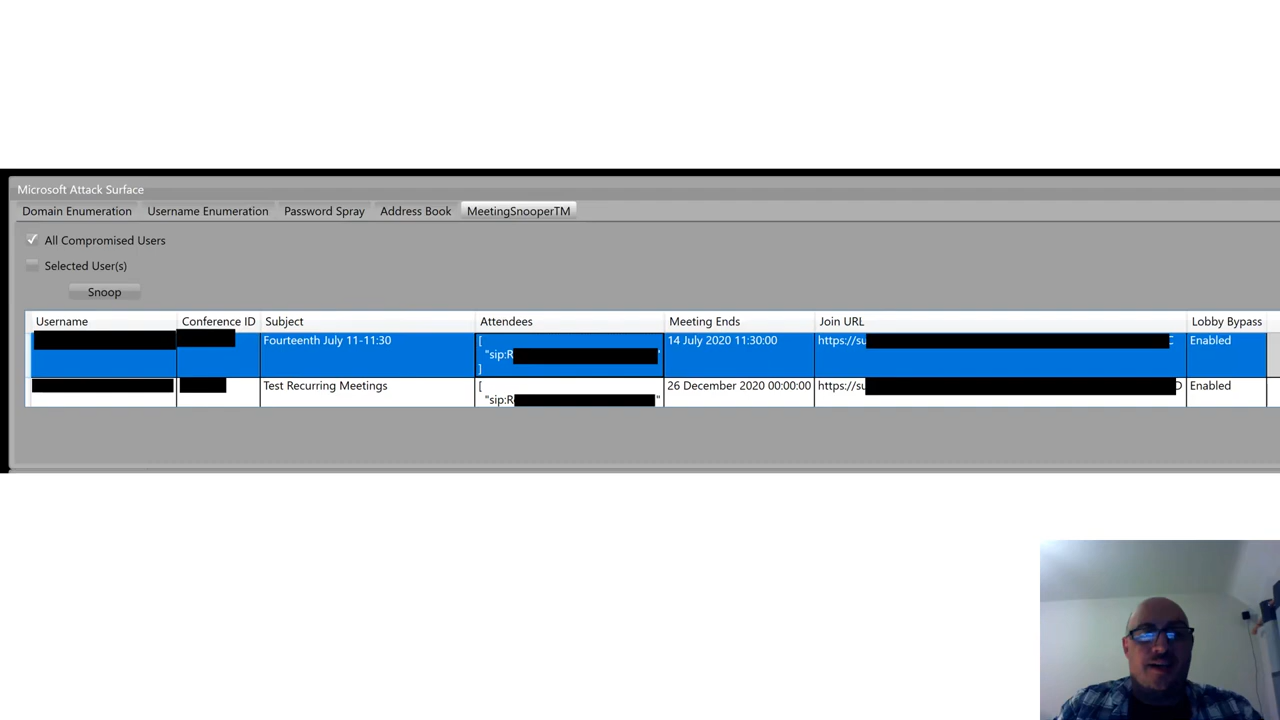 Microsoft Attack Surface
Domain Enumeration Username Enumeration Password Spray Address Book MeetingSnooperTM
All Compromised Users
Selected User(s)
Snoop
Username Conference ID Subject Attendees Meeting Ends Join URL Lobby Bypass
Fourteenth July 11-11:30 [ 14 July 2020 11:30:00 https://su C Enabled
"sip:R "
]
Test Recurring Meetings [ 26 December 2020 00:00:00 https://su D Enabled
"sip:R "